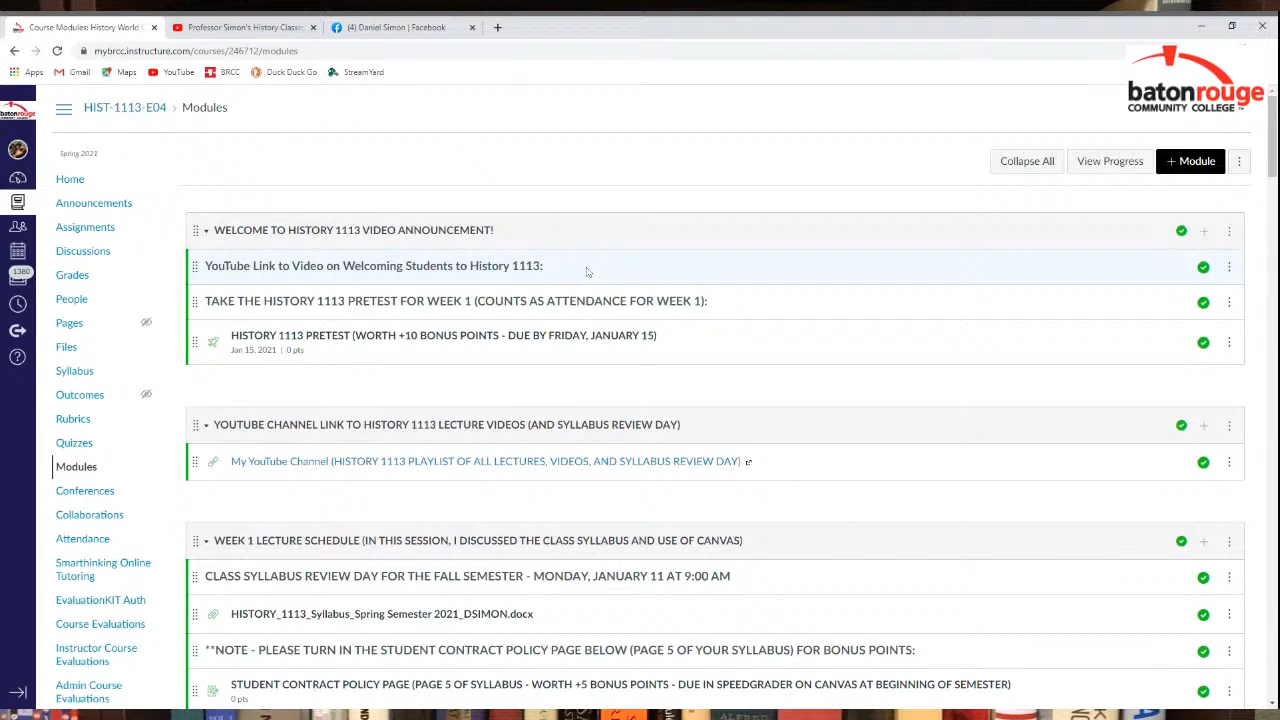 Course Modules: History World C
Professor Simon's History Classr
(4) Daniel Simon | Facebook
mybrcc.instructure.com/courses/246712/modules
Apps
Gmail
Maps
YouTube
BRCC
Duck Duck Go
StreamYard
batonrouge
COMMUNITY COLLEGE
HIST-1113-E04 › Modules
batonrouge
Spring 2021
Collapse All
View Progress
+ Module
Home
Announcements
Assignments
Discussions
Grades
People
Pages
Files
Syllabus
Outcomes
Rubrics
Quizzes
Modules
Conferences
Collaborations
Attendance
Smarthinking Online
Tutoring
EvaluationKIT Auth
Course Evaluations
Instructor Course
Evaluations
Admin Course
Evaluations
1380
WELCOME TO HISTORY 1113 VIDEO ANNOUNCEMENT!
YouTube Link to Video on Welcoming Students to History 1113:
TAKE THE HISTORY 1113 PRETEST FOR WEEK 1 (COUNTS AS ATTENDANCE FOR WEEK 1):
HISTORY 1113 PRETEST (WORTH +10 BONUS POINTS - DUE BY FRIDAY, JANUARY 15)
Jan 15, 2021 | 0 pts
YOUTUBE CHANNEL LINK TO HISTORY 1113 LECTURE VIDEOS (AND SYLLABUS REVIEW DAY)
My YouTube Channel (HISTORY 1113 PLAYLIST OF ALL LECTURES, VIDEOS, AND SYLLABUS REVIEW DAY)
WEEK 1 LECTURE SCHEDULE (IN THIS SESSION, I DISCUSSED THE CLASS SYLLABUS AND USE OF CANVAS)
CLASS SYLLABUS REVIEW DAY FOR THE FALL SEMESTER - MONDAY, JANUARY 11 AT 9:00 AM
HISTORY_1113_Syllabus_Spring Semester 2021_DSIMON.docx
**NOTE - PLEASE TURN IN THE STUDENT CONTRACT POLICY PAGE BELOW (PAGE 5 OF YOUR SYLLABUS) FOR BONUS POINTS:
STUDENT CONTRACT POLICY PAGE (PAGE 5 OF SYLLABUS - WORTH +5 BONUS POINTS - DUE IN SPEEDGRADER ON CANVAS AT BEGINNING OF SEMESTER)
0 pts